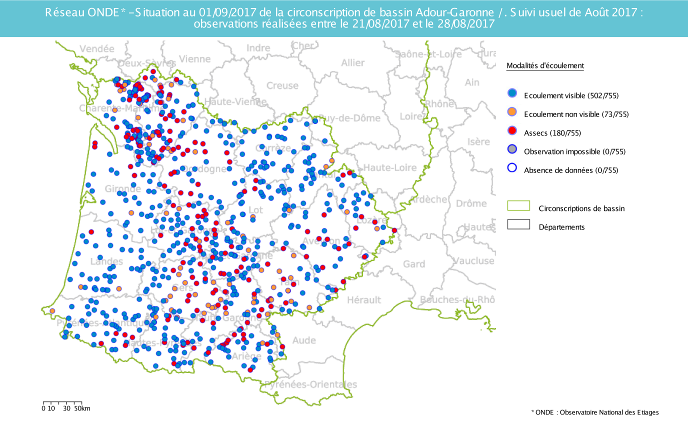 Réseau ONDE* -Situation au 01/09/2017 de la circonscription de bassin Adour-Garonne /. Suivi usuel de Août 2017 :
observations réalisées entre le 21/08/2017 et le 28/08/2017
Modalités d'écoulement
Ecoulement visible (502/755)
Ecoulement non visible (73/755)
Assecs (180/755)
Observation impossible (0/755)
Absence de données (0/755)
Circonscriptions de bassin
Départements
Vendée
Deux-Sèvres
Vienne
Indre
Cher
Allier
Saône-et-Loire
Creuse
Ain
Haute-Vienne
Rhône
Puy-de-Dôme
Loire
Isère
Corrèze
Haute-Loire
Gironde
Ardèche
Drôme
Lot
Landes
Gard
Vaucluse
Gers
Hérault
Bouches-du-Rhô
Aude
Ariège
Pyrénées-Orientales
0 10 30 50km
* ONDE : Observatoire National des Etiages